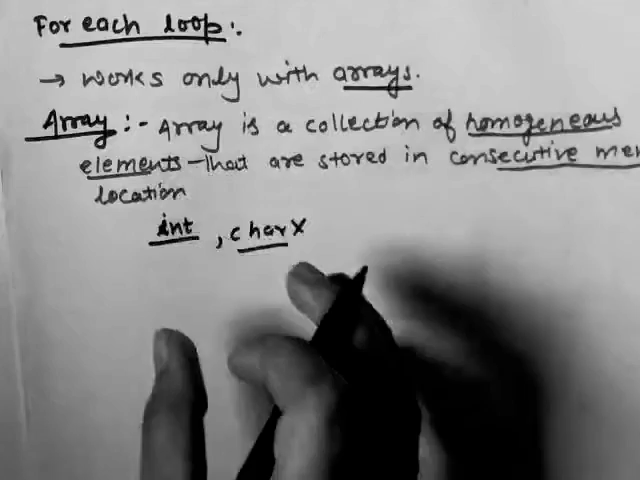 For each loop:.
→ works only with arrays.
Array :- Array is a collection of homogeneous
elements that are stored in consecutive
location
int , char x